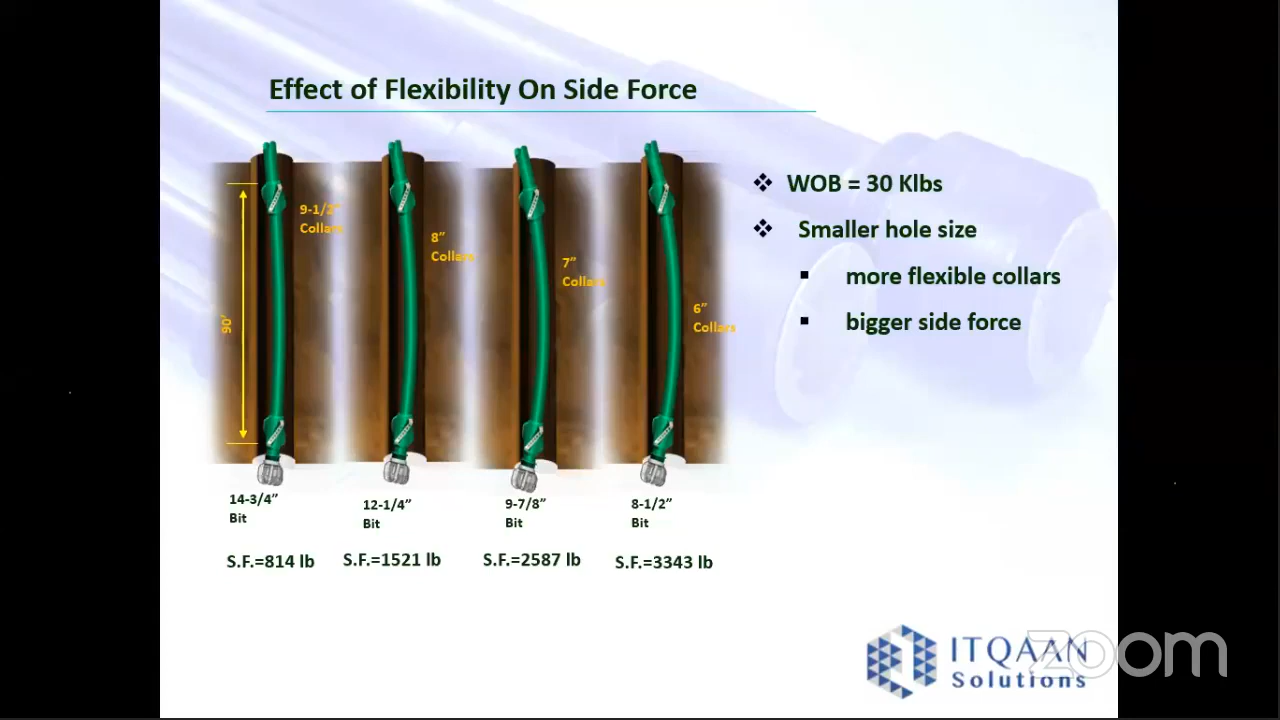 Effect of Flexibility On Side Force
9-1/2”
Collars
8”
Collars
7”
Collars
6”
Collars
90’
❖ WOB = 30 Klbs
❖ Smaller hole size
▪ more flexible collars
▪ bigger side force
14-3/4”
Bit
12-1/4”
Bit
9-7/8”
Bit
8-1/2”
Bit
S.F.=814 lb
S.F.=1521 lb
S.F.=2587 lb
S.F.=3343 lb
ITQAAN
Solutions
zoom